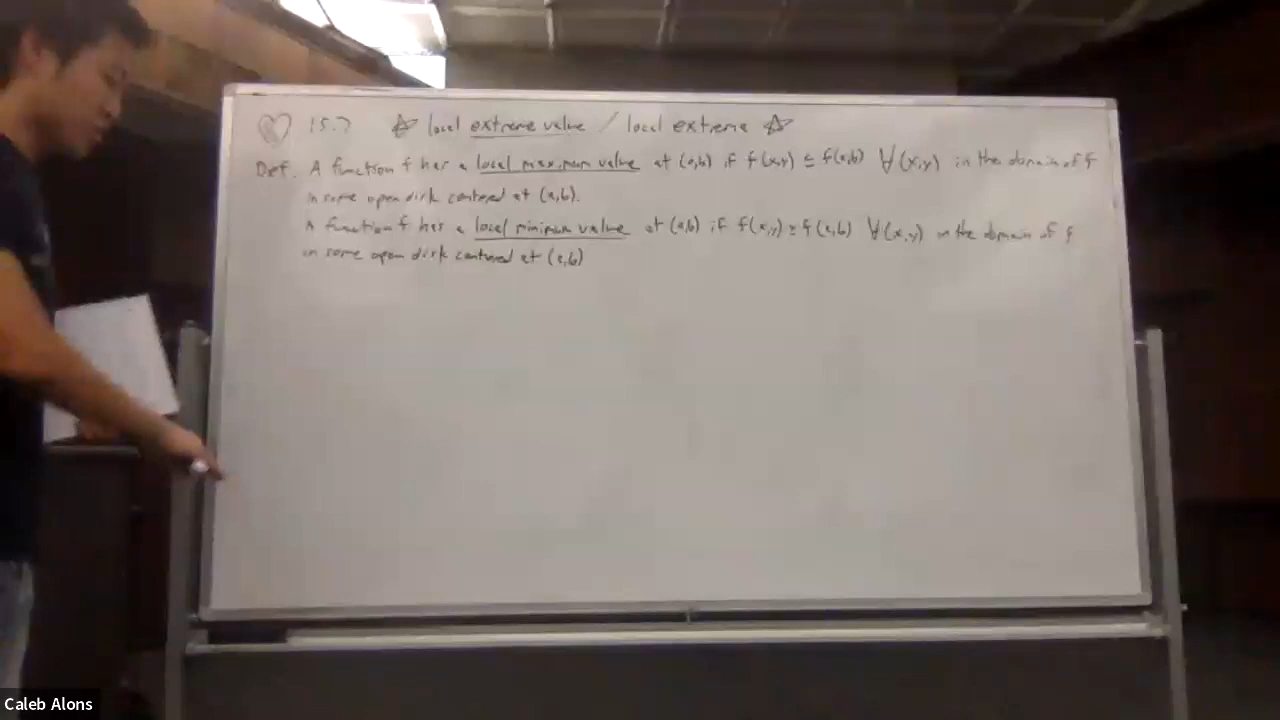 ♡ 15.7 ☆ local extreme value / local extreme ☆
Def. A function f has a local maximum value at (a,b) if f(x,y) ≤ f(a,b) ∀(x,y) in the domain of f
in some open disk centered at (a,b).
A function f has a local minimum value at (a,b) if f(x,y) ≥ f(a,b) ∀(x,y) in the domain of f
in some open disk centered at (a,b)
Caleb Alons